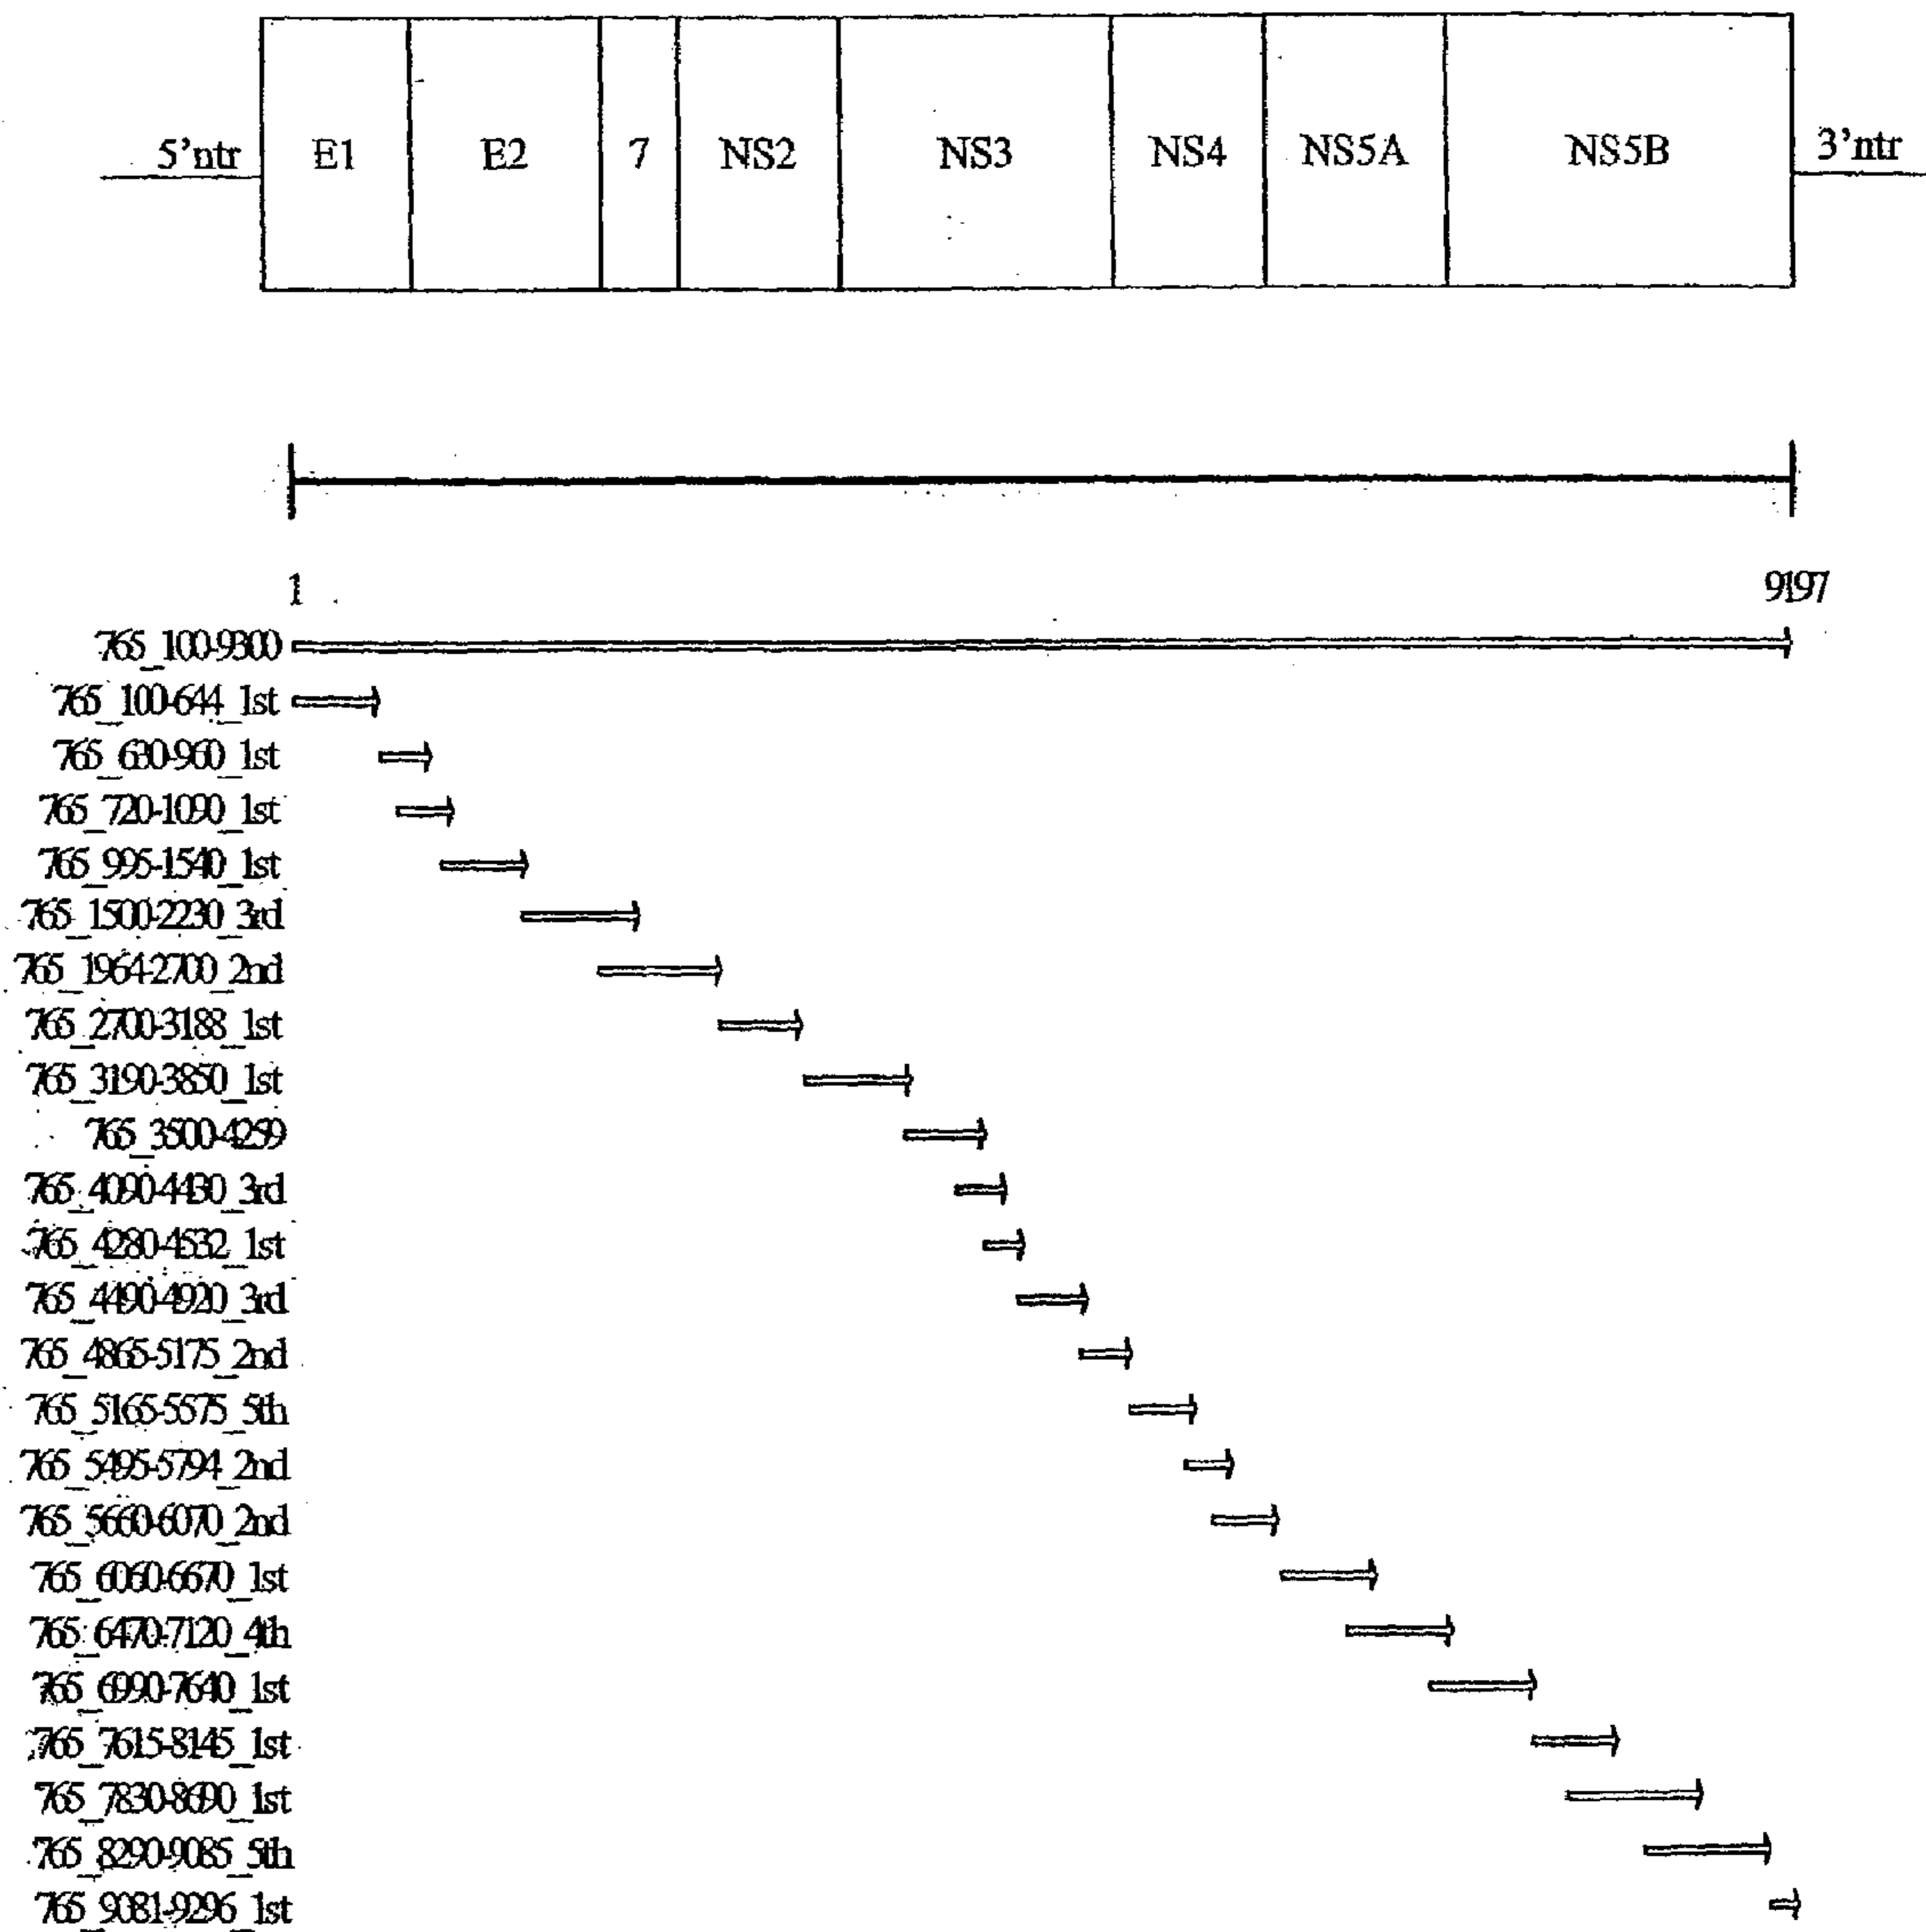 5'ntr E1 E2 7 NS2 NS3 NS4 NS5A NS5B 3'ntr
1 9197
765_100-9300
765_100-644_1st
765_630-960_1st
765_720-1090_1st
765_995-1540_1st
765_1500-2230_3rd
765_1964-2700_2nd
765_2700-3188_1st
765_3190-3850_1st
765_3500-4259
765_4090-4430_3rd
765_4280-4532_1st
765_4490-4920_3rd
765_4865-5175_2nd
765_5165-5575_5th
765_5495-5794_2nd
765_5660-6070_2nd
765_6060-6670_1st
765_6470-7120_4th
765_6990-7640_1st
765_7615-8145_1st
765_7830-8690_1st
765_8290-9085_5th
765_9081-9296_1st